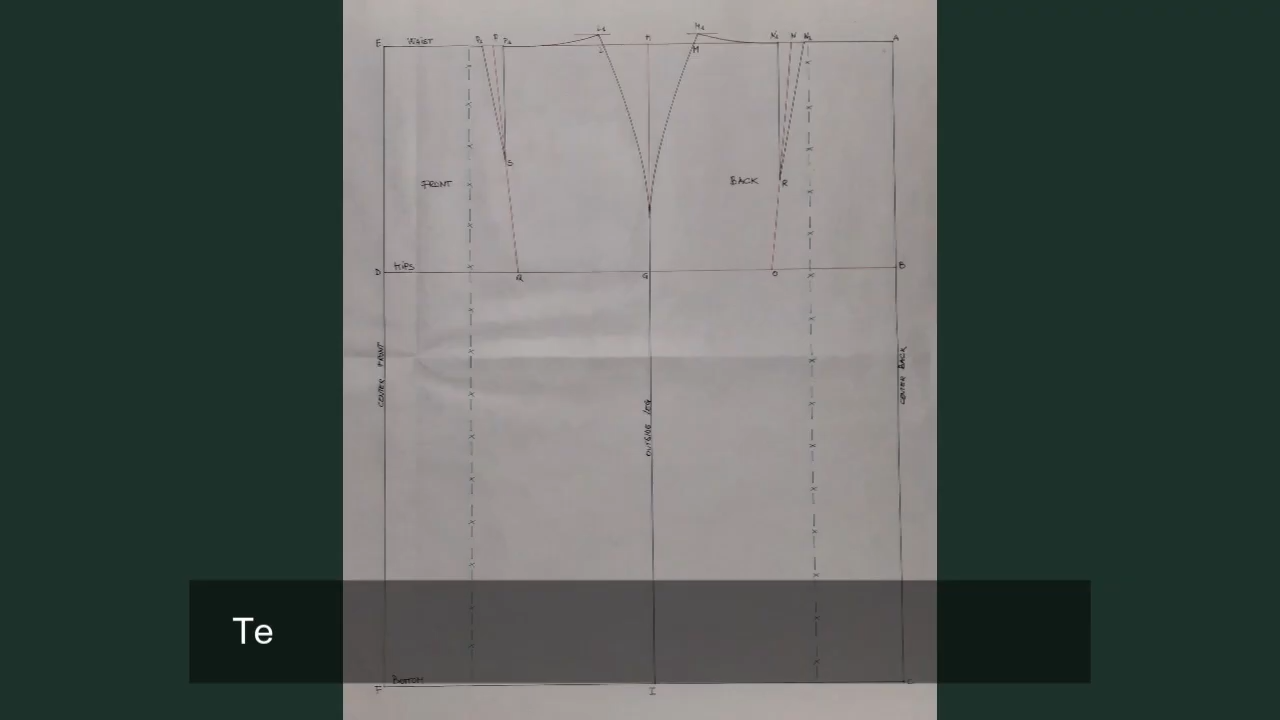 E WAIST P1 P P2 L1 H M1 N1 N N2 A
L M
S
FRONT BACK R
D HIPS Q G O B
CENTER FRONT
OUTSIDE LEG
CENTER BACK
Te
F BOTTOM I C